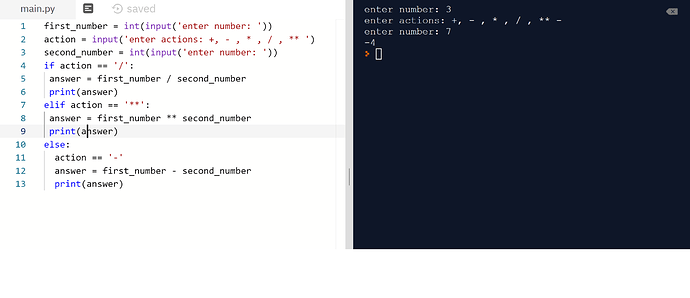 main.py saved
1 first_number = int(input('enter number: '))
2 action = input('enter actions: +, - , * , / , ** ')
3 second_number = int(input('enter number: '))
4 if action == '/':
5 answer = first_number / second_number
6 print(answer)
7 elif action == '**':
8 answer = first_number ** second_number
9 print(answer)
10 else:
11 action == '-'
12 answer = first_number - second_number
13 print(answer)
enter number: 3
enter actions: +, - , * , / , ** -
enter number: 7
-4
>